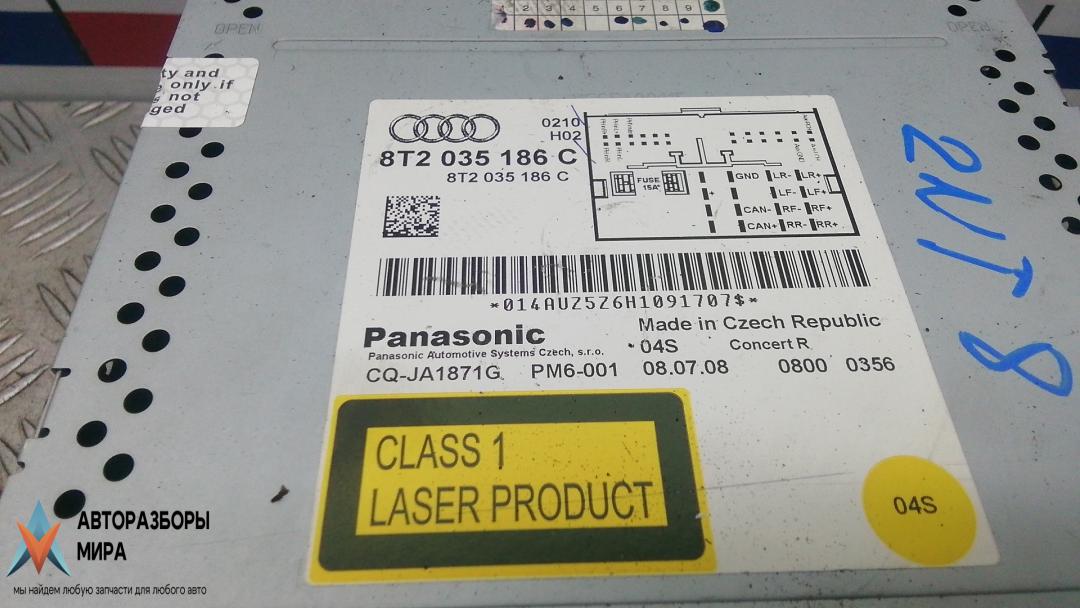 1 2 3 4 5 6 7 8 9
OPEN
OPEN
ty and
only if
s not
ged
0210
H02
8T2 035 186 C
8T2 035 186 C
FUSE
15A
+
GND LR- LR+
LF- LF+
CAN- RF- RF+
CAN+ RR- RR+
*014AUZ5Z6H1091707$*
Panasonic
Panasonic Automotive Systems Czech, s.r.o.
Made in Czech Republic
04S Concert R
CQ-JA1871G PM6-001 08.07.08 0800 0356
CLASS 1
LASER PRODUCT
04S
2NT8
АВТОРАЗБОРЫ
МИРА
мы найдем любую запчасти для любого авто